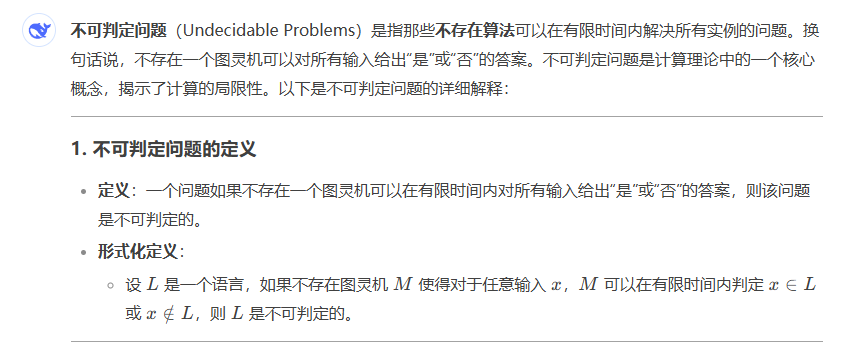 不可判定问题（Undecidable Problems）是指那些不存在算法可以在有限时间内解决所有实例的问题。换
句话说，不存在一个图灵机可以对所有输入给出“是”或“否”的答案。不可判定问题是计算理论中的一个核心
概念，揭示了计算的局限性。以下是不可判定问题的详细解释：
1. 不可判定问题的定义
• 定义：一个问题如果不存在一个图灵机可以在有限时间内对所有输入给出“是”或“否”的答案，则该问题
是不可判定的。
• 形式化定义：
◦ 设 L 是一个语言，如果不存在图灵机 M 使得对于任意输入 x，M 可以在有限时间内判定 x ∈ L
或 x ∉ L，则 L 是不可判定的。